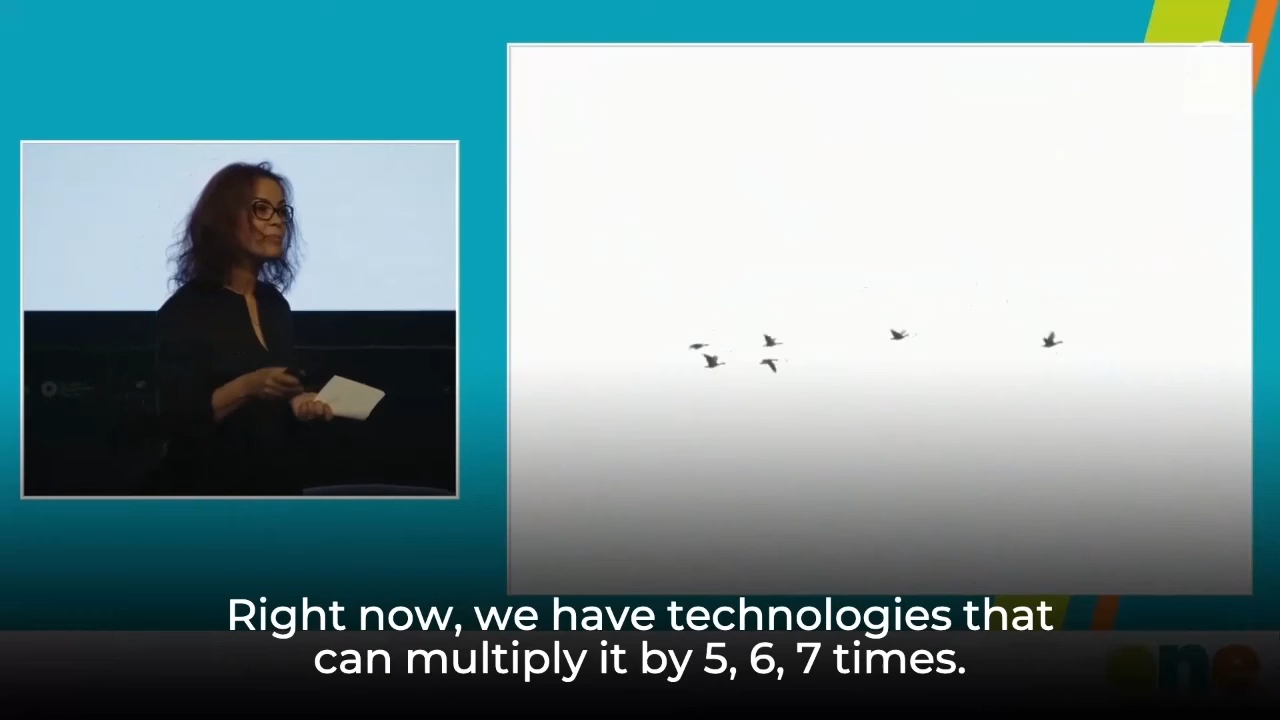 Right now, we have technologies that
can multiply it by 5, 6, 7 times.